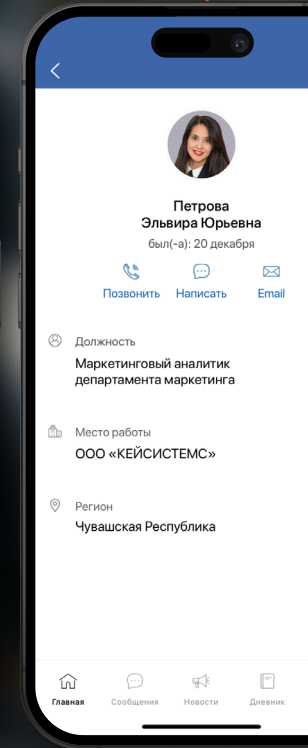 Петрова
Эльвира Юрьевна
был(-а): 20 декабря
Позвонить Написать Email
Должность
Маркетинговый аналитик
департамента маркетинга
Место работы
ООО «КЕЙСИСТЕМС»
Регион
Чувашская Республика
Главная Сообщения Новости Дневник